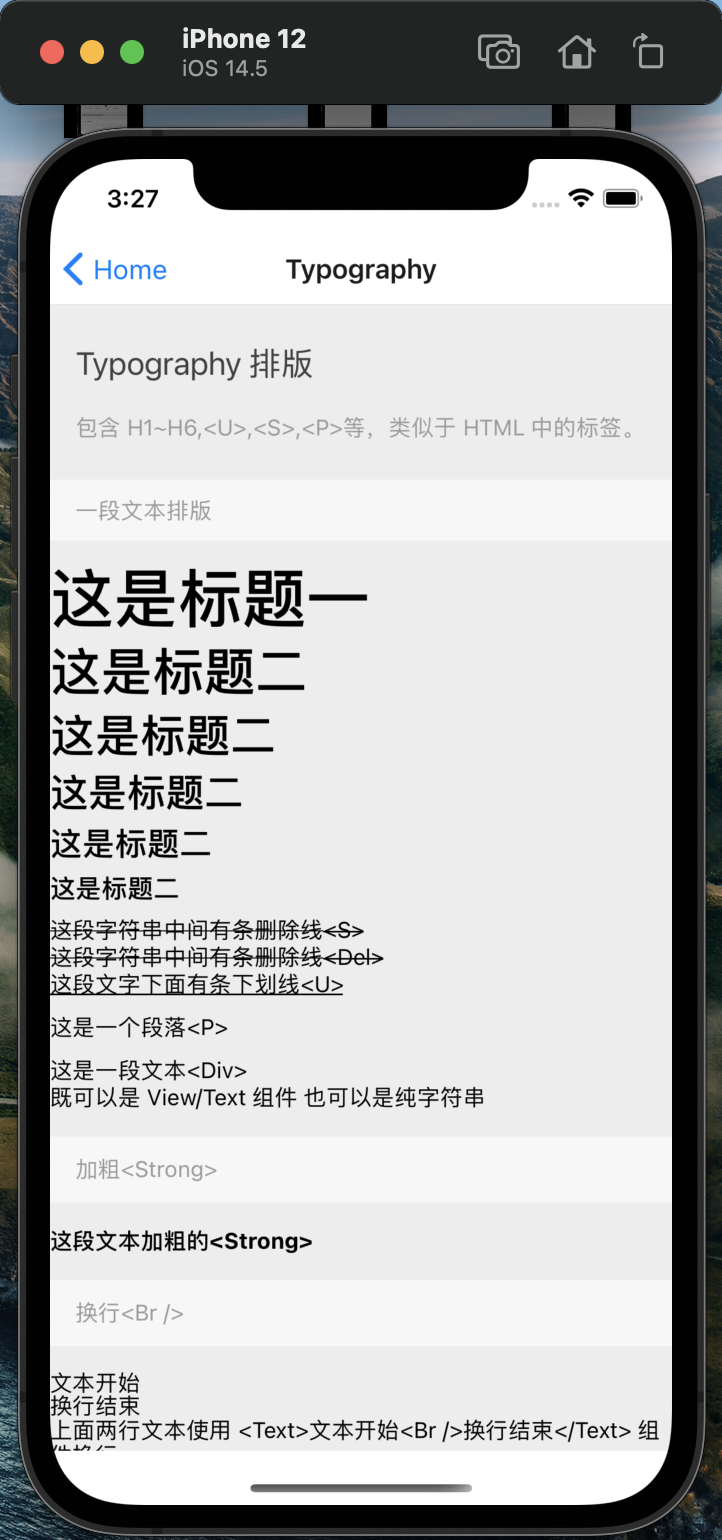 iPhone 12
iOS 14.5
3:27
Home
Typography
Typography 排版
包含 H1~H6,<U>,<S>,<P>等，类似于 HTML 中的标签。
一段文本排版
这是标题一
这是标题二
这是标题二
这是标题二
这是标题二
这是标题二
这段字符串中间有条删除线<S>
这段字符串中间有条删除线<Del>
这段文字下面有条下划线<U>
这是一个段落<P>
这是一段文本<Div>
既可以是 View/Text 组件 也可以是纯字符串
加粗<Strong>
这段文本加粗的<Strong>
换行<Br />
文本开始
换行结束
上面两行文本使用 <Text>文本开始<Br />换行结束</Text> 组
件换行